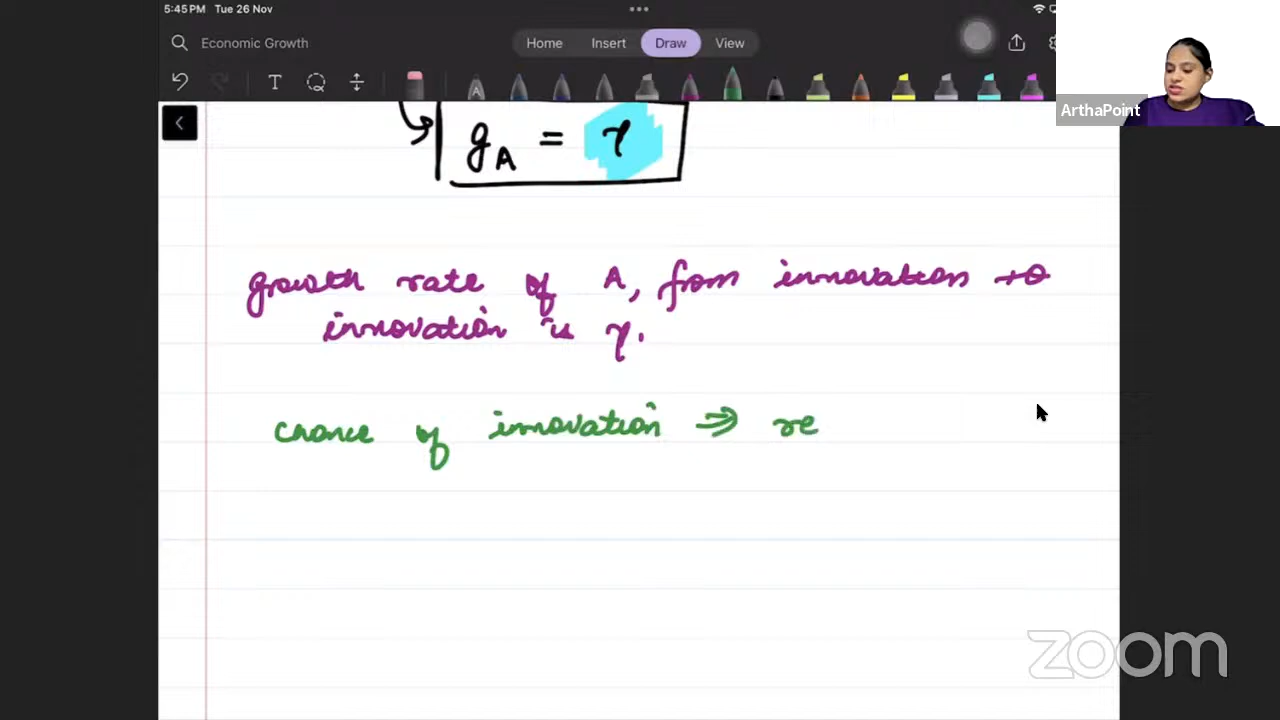 5:45 PM Tue 26 Nov
Economic Growth
Home Insert Draw View
ArthaPoint
g_A = γ
growth rate of A, from innovation to
innovation is γ.
chance of innovation ⇒ re
zoom